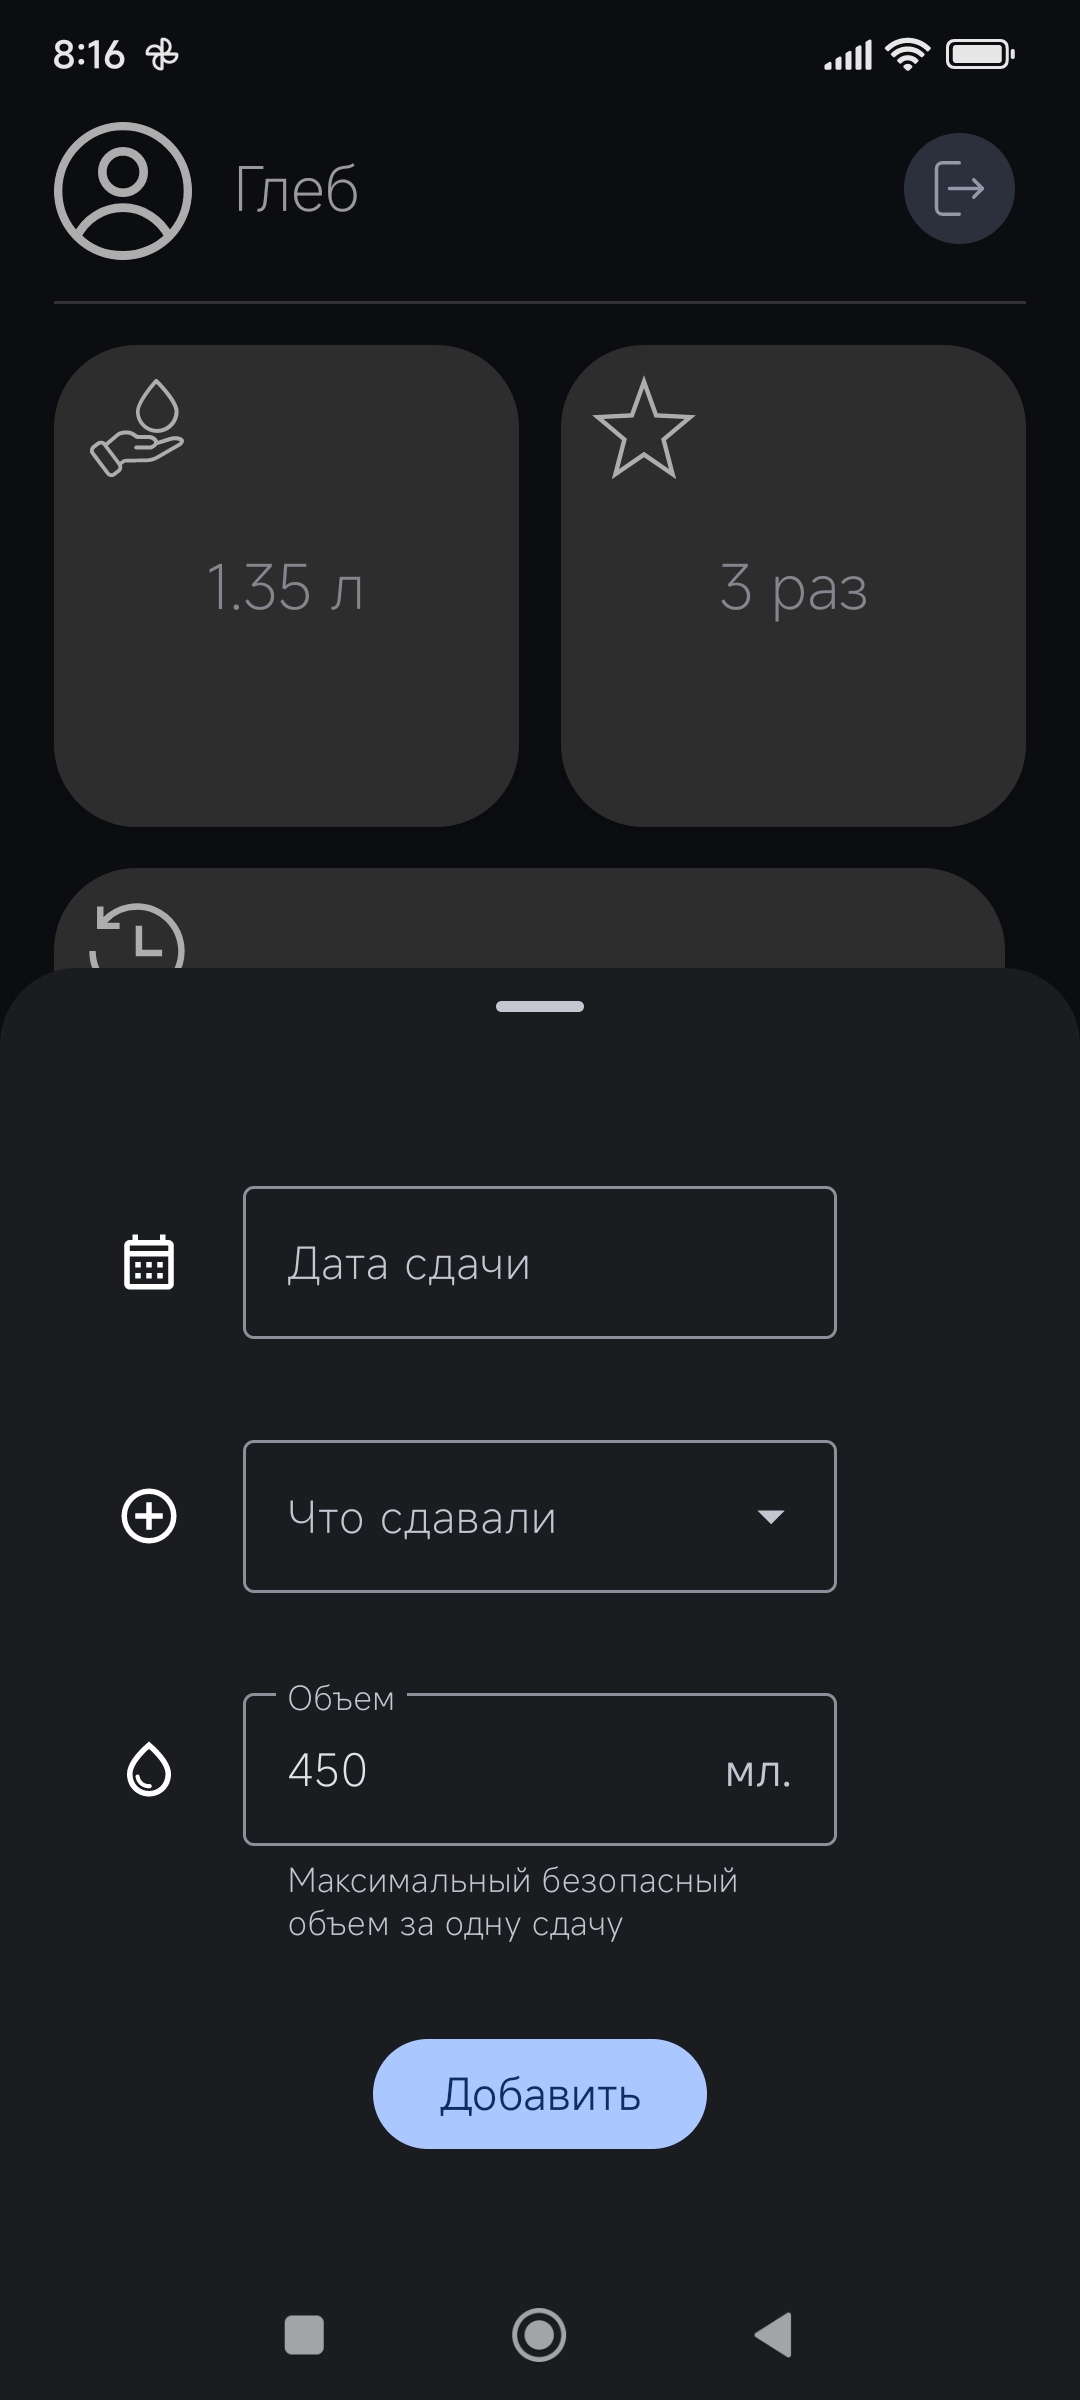 8:16
Глеб
1.35 л
3 раз
Дата сдачи
Что сдавали
Объем
450 мл.
Максимальный безопасный
объем за одну сдачу
Добавить